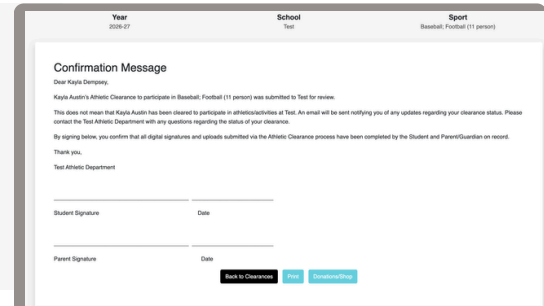 Year School Sport
2026-27 Test Baseball; Football (11 person)
Confirmation Message
Dear Kayla Dempsey,
Kayla Austin's Athletic Clearance to participate in Baseball; Football (11 person) was submitted to Test for review.
This does not mean that Kayla Austin has been cleared to participate in athletics/activities at Test. An email will be sent notifying you of any updates regarding your clearance status. Please
contact the Test Athletic Department with any questions regarding the status of your clearance.
By signing below, you confirm that all digital signatures and uploads submitted via the Athletic Clearance process have been completed by the Student and Parent/Guardian on record.
Thank you,
Test Athletic Department
Student Signature Date
Parent Signature Date
Back to Clearances Print Donations/Shop